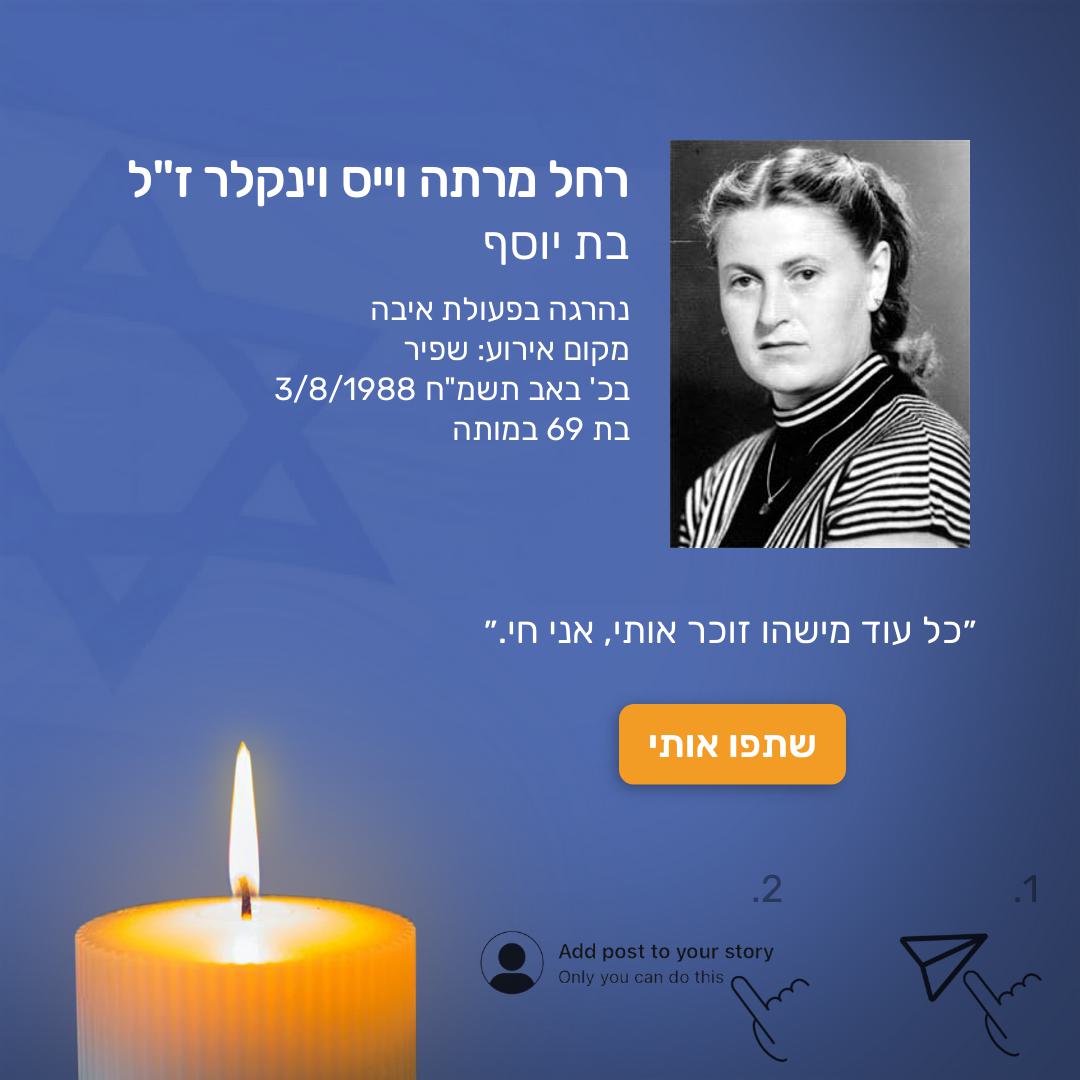 רחל מרתה וייס וינקלר ז"ל
בת יוסף
נהרגה בפעולת איבה
מקום אירוע: שפיר
בכ' באב תשמ"ח 3/8/1988
בת 69 במותה
״כל עוד מישהו זוכר אותי, אני חי.״
שתפו אותי
.1
.2
Add post to your story
Only you can do this